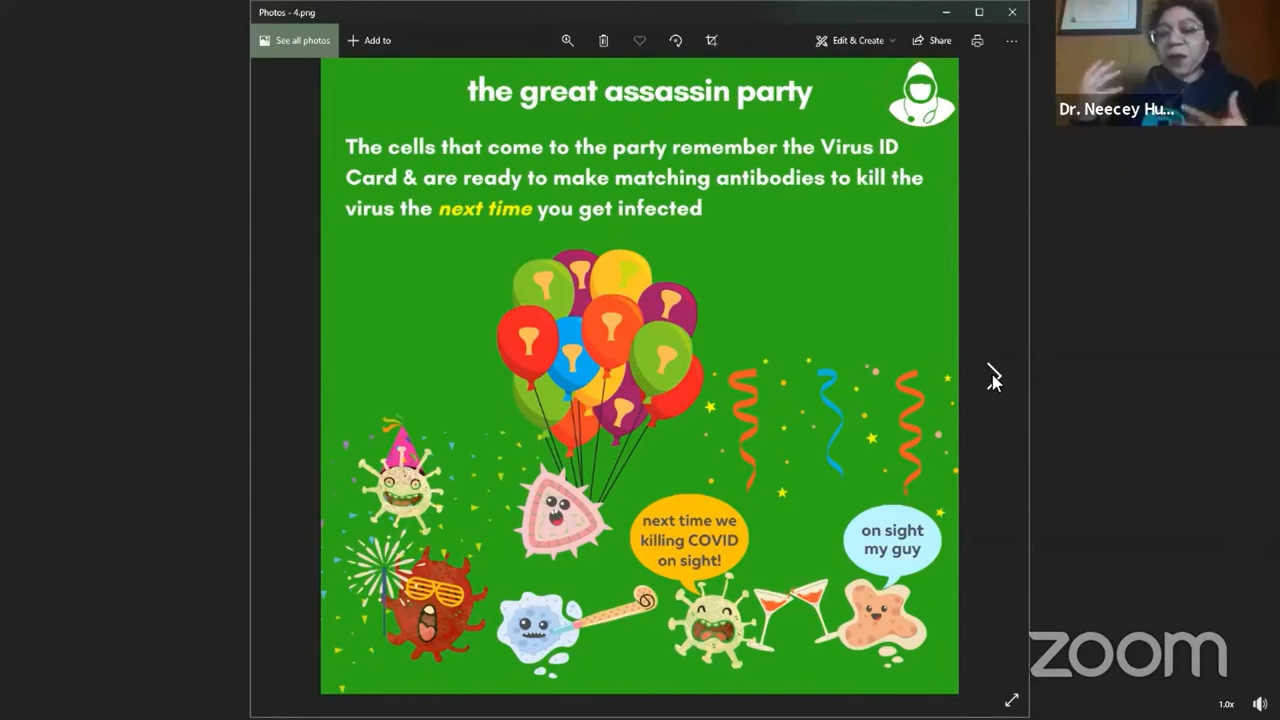 Photos - 4.png
See all photos
Add to
Edit & Create
Share
Dr. Neecey Hu...
the great assassin party
The cells that come to the party remember the Virus ID
Card & are ready to make matching antibodies to kill the
virus the next time you get infected
next time we
killing COVID
on sight!
on sight
my guy
zoom
1.0x